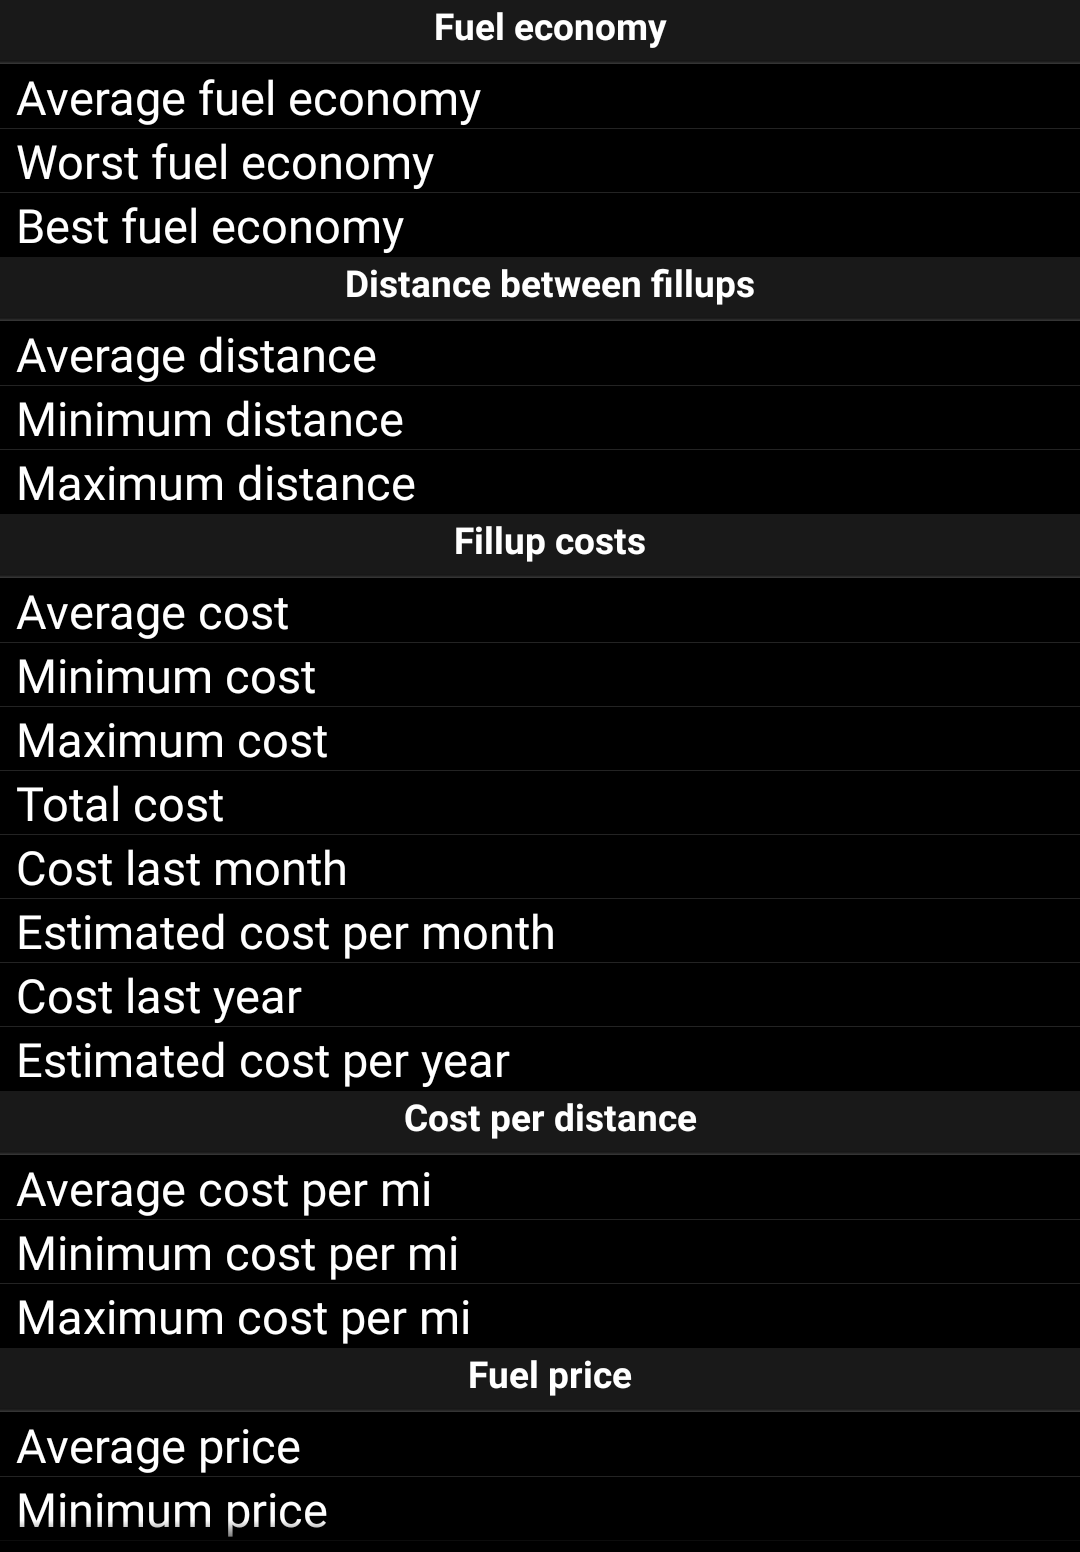 Fuel economy
Average fuel economy
Worst fuel economy
Best fuel economy
Distance between fillups
Average distance
Minimum distance
Maximum distance
Fillup costs
Average cost
Minimum cost
Maximum cost
Total cost
Cost last month
Estimated cost per month
Cost last year
Estimated cost per year
Cost per distance
Average cost per mi
Minimum cost per mi
Maximum cost per mi
Fuel price
Average price
Minimum price